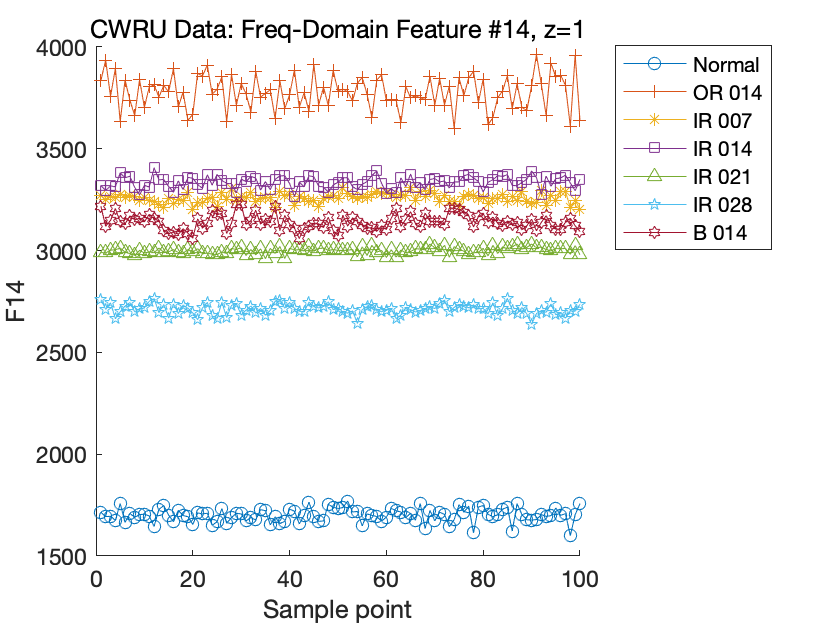 CWRU Data: Freq-Domain Feature #14, z=1
4000
3500
3000
2500
2000
1500
F14
0
20
40
60
80
100
Sample point
Normal
OR 014
IR 007
IR 014
IR 021
IR 028
B 014